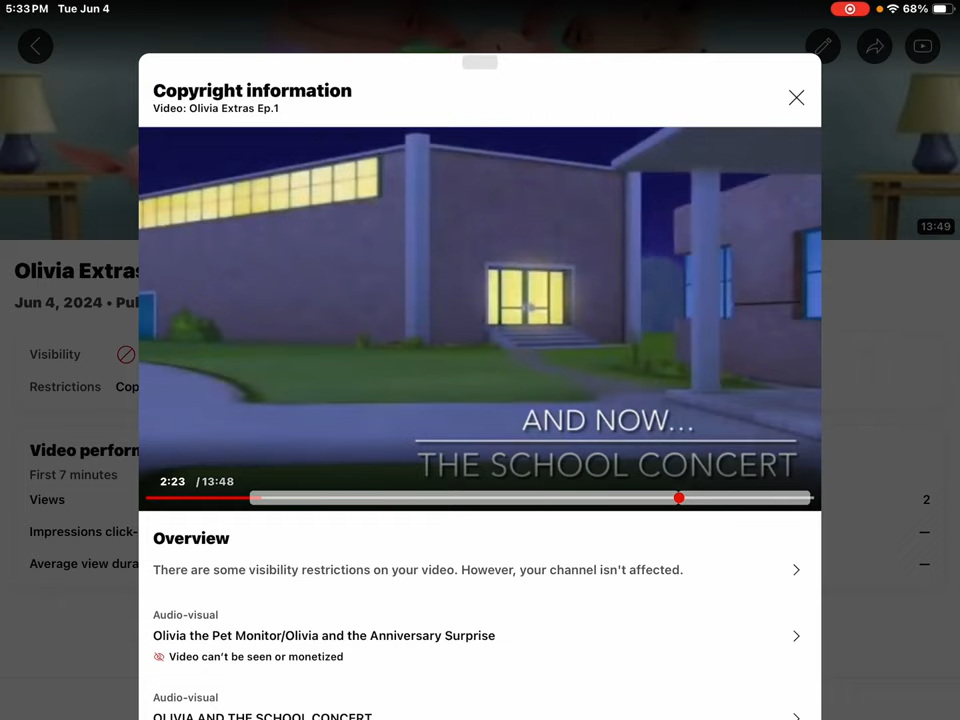 5:33 PM Tue Jun 4
68%
Copyright information
Video: Olivia Extras Ep.1
13:49
AND NOW...
THE SCHOOL CONCERT
2:23 / 13:48
Olivia Extras
Jun 4, 2024 • Pu
Visibility
Restrictions Cop
Video perform
First 7 minutes
Views 2
Impressions click-
Average view dura
Overview
There are some visibility restrictions on your video. However, your channel isn't affected.
Audio-visual
Olivia the Pet Monitor/Olivia and the Anniversary Surprise
Video can't be seen or monetized
Audio-visual
OLIVIA AND THE SCHOOL CONCERT